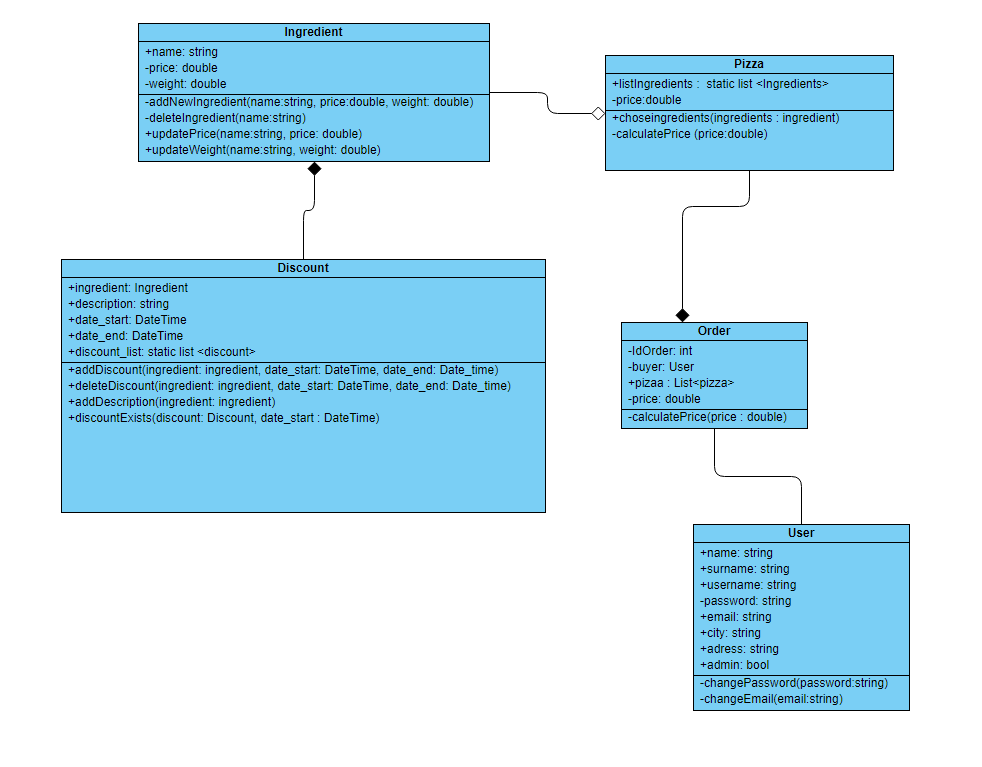 Ingredient
+name: string
-price: double
-weight: double
-addNewIngredient(name:string, price:double, weight: double)
-deleteIngredient(name:string)
+updatePrice(name:string, price: double)
+updateWeight(name:string, weight: double)
Pizza
+listIngredients : static list <Ingredients>
-price:double
+choseingredients(ingredients : ingredient)
-calculatePrice (price:double)
Discount
+ingredient: Ingredient
+description: string
+date_start: DateTime
+date_end: DateTime
+discount_list: static list <discount>
+addDiscount(ingredient: ingredient, date_start: DateTime, date_end: Date_time)
+deleteDiscount(ingredient: ingredient, date_start: DateTime, date_end: Date_time)
+addDescription(ingredient: ingredient)
+discountExists(discount: Discount, date_start : DateTime)
Order
-IdOrder: int
-buyer: User
+pizaa : List<pizza>
-price: double
-calculatePrice(price : double)
User
+name: string
+surname: string
+username: string
-password: string
+email: string
+city: string
+adress: string
+admin: bool
-changePassword(password:string)
-changeEmail(email:string)